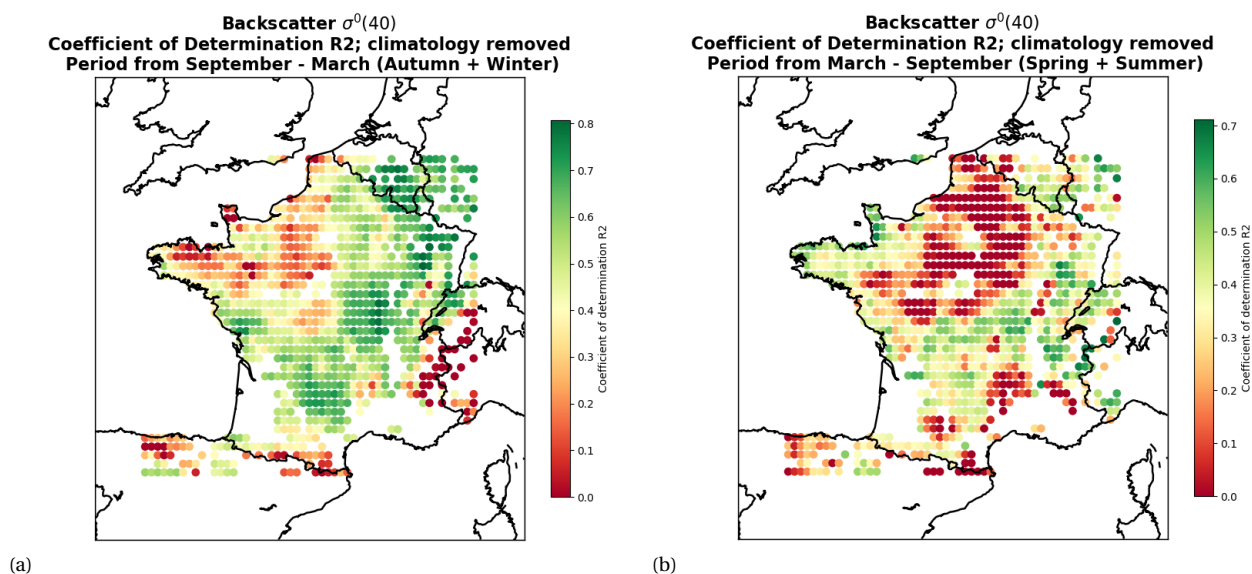 Backscatter σ⁰(40)
Coefficient of Determination R2; climatology removed
Period from September - March (Autumn + Winter)
0.8
0.7
0.6
0.5
0.4
0.3
0.2
0.1
0.0
Coefficient of determination R2
(a)
Backscatter σ⁰(40)
Coefficient of Determination R2; climatology removed
Period from March - September (Spring + Summer)
0.7
0.6
0.5
0.4
0.3
0.2
0.1
0.0
Coefficient of determination R2
(b)